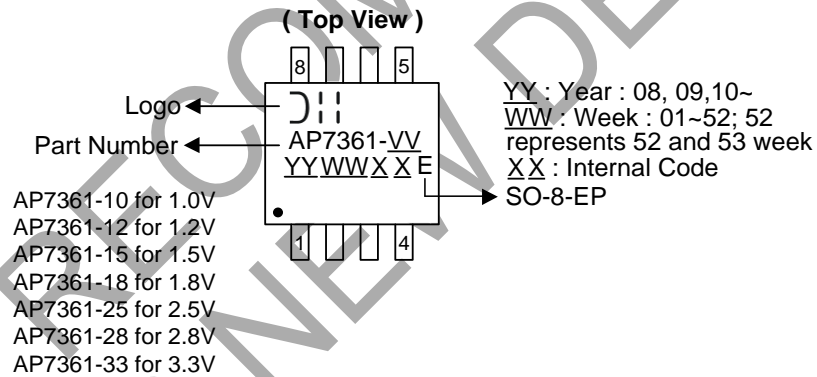 ( Top View )
8 5
Logo
Part Number
AP7361-VV
YYWWXXE
YY : Year : 08, 09,10~
WW : Week : 01~52; 52
represents 52 and 53 week
XX : Internal Code
SO-8-EP
1 4
AP7361-10 for 1.0V
AP7361-12 for 1.2V
AP7361-15 for 1.5V
AP7361-18 for 1.8V
AP7361-25 for 2.5V
AP7361-28 for 2.8V
AP7361-33 for 3.3V